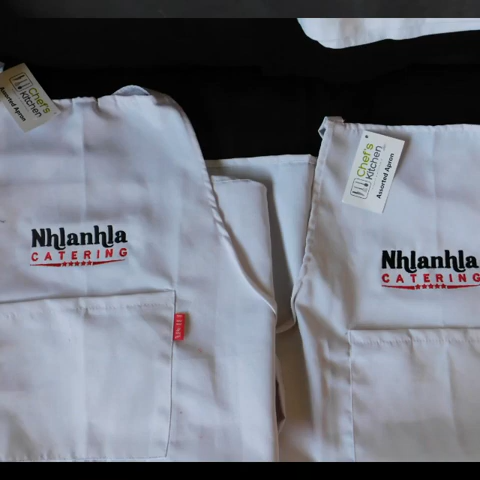 Chef's
Kitchen
Assorted Apron
Nhlanhla
CATERING
Chef's
Kitchen
Assorted Apron
Nhlanhla
CATERING